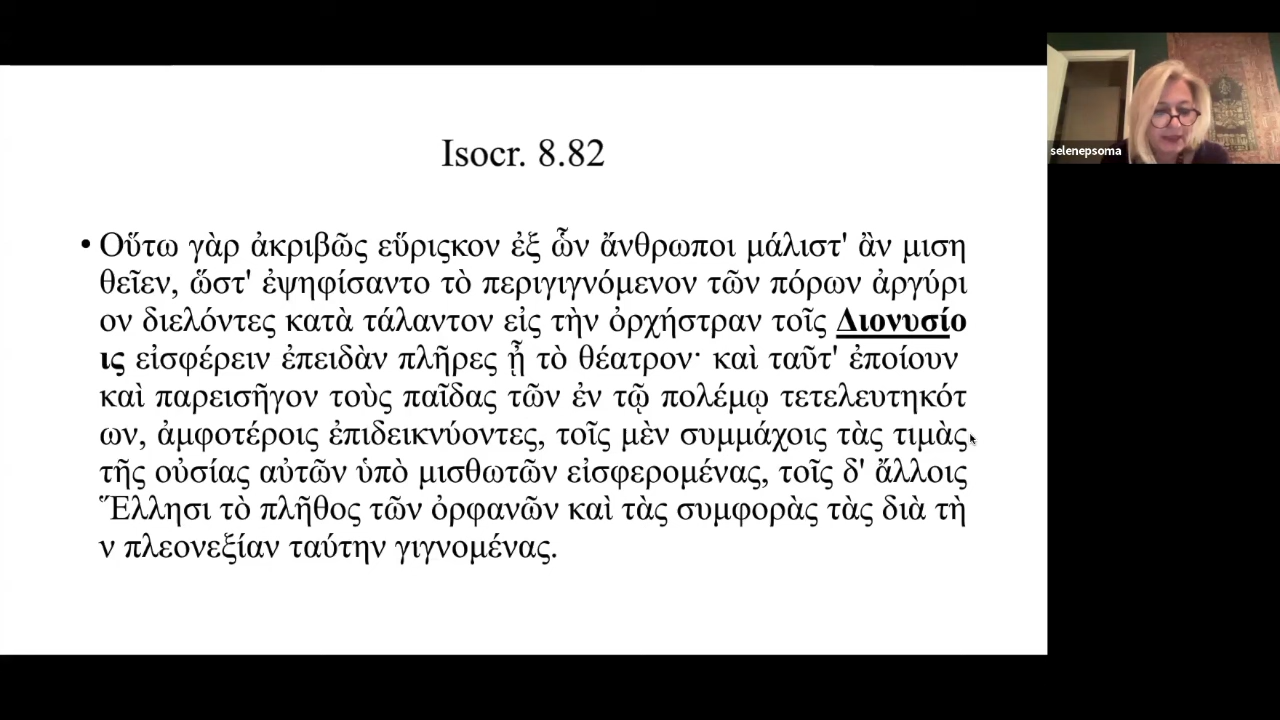 Isocr. 8.82
• Οὕτω γὰρ ἀκριβῶς εὕριςκον ἐξ ὧν ἄνθρωποι μάλιστ' ἂν μιση
θεῖεν, ὥστ' ἐψηφίσαντο τὸ περιγιγνόμενον τῶν πόρων ἀργύρι
ον διελόντες κατὰ τάλαντον εἰς τὴν ὀρχήστραν τοῖς Διονυσίο
ις εἰσφέρειν ἐπειδὰν πλῆρες ᾖ τὸ θέατρον· καὶ ταῦτ' ἐποίουν
καὶ παρεισῆγον τοὺς παῖδας τῶν ἐν τῷ πολέμῳ τετελευτηκότ
ων, ἀμφοτέροις ἐπιδεικνύοντες, τοῖς μὲν συμμάχοις τὰς τιμὰς
τῆς οὐσίας αὐτῶν ὑπὸ μισθωτῶν εἰσφερομένας, τοῖς δ' ἄλλοις
Ἕλλησι τὸ πλῆθος τῶν ὀρφανῶν καὶ τὰς συμφορὰς τὰς διὰ τὴ
ν πλεονεξίαν ταύτην γιγνομένας.
selenepsoma